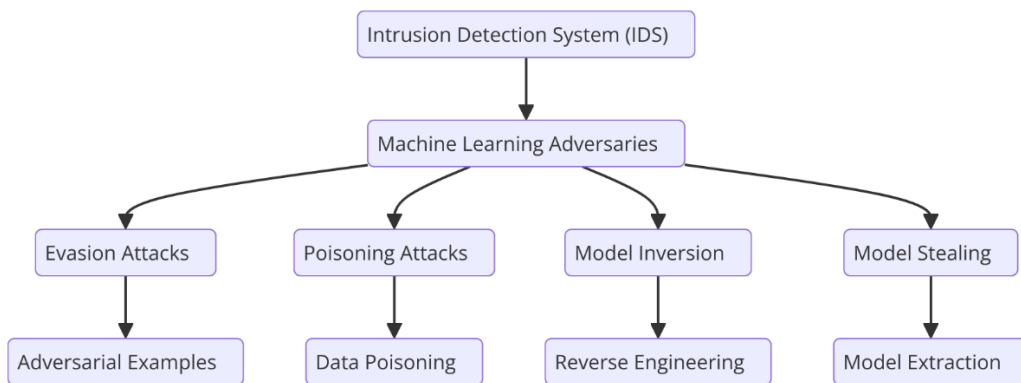 Intrusion Detection System (IDS)
Machine Learning Adversaries
Evasion Attacks
Poisoning Attacks
Model Inversion
Model Stealing
Adversarial Examples
Data Poisoning
Reverse Engineering
Model Extraction